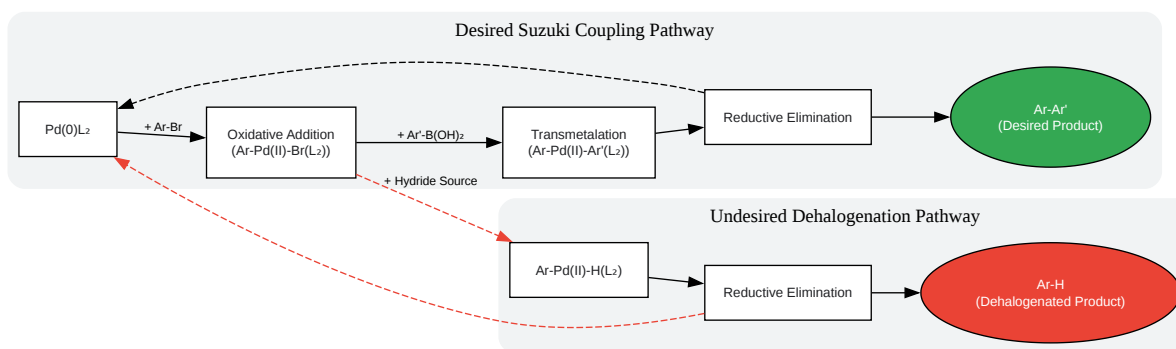 Desired Suzuki Coupling Pathway
Pd(0)L₂
+ Ar-Br
Oxidative Addition
(Ar-Pd(II)-Br(L₂))
+ Ar'-B(OH)₂
Transmetalation
(Ar-Pd(II)-Ar'(L₂))
Reductive Elimination
Ar-Ar'
(Desired Product)
+ Hydride Source
Undesired Dehalogenation Pathway
Ar-Pd(II)-H(L₂)
Reductive Elimination
Ar-H
(Dehalogenated Product)